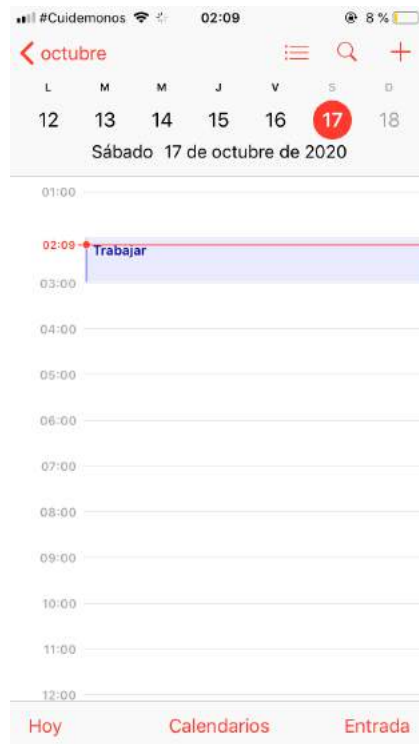 #Cuidemonos 02:09 8 %
octubre
L M M J V S D
12 13 14 15 16 17 18
Sábado 17 de octubre de 2020
01:00
02:09 Trabajar
03:00
04:00
05:00
06:00
07:00
08:00
09:00
10:00
11:00
12:00
Hoy Calendarios Entrada